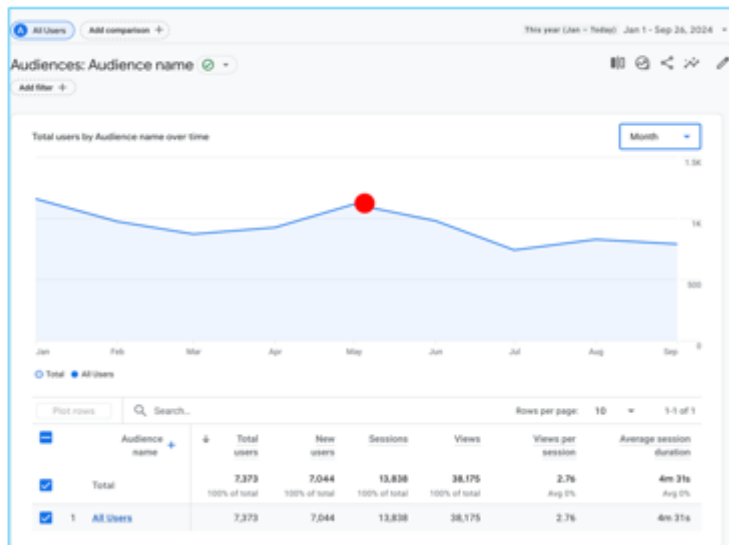 A All Users Add comparison + This year (Jan – Today) Jan 1 - Sep 26, 2024
Audiences: Audience name
Add filter +
Total users by Audience name over time
Month
1.5K
1K
500
0
Jan Feb Mar Apr May Jun Jul Aug Sep
Total All Users
Plot rows Search... Rows per page: 10 1-1 of 1
Audience name + Total users New users Sessions Views Views per session Average session duration
Total 7,373 7,044 13,838 38,175 2.76 4m 31s
100% of total 100% of total 100% of total 100% of total Avg 0% Avg 0%
1 All Users 7,373 7,044 13,838 38,175 2.76 4m 31s